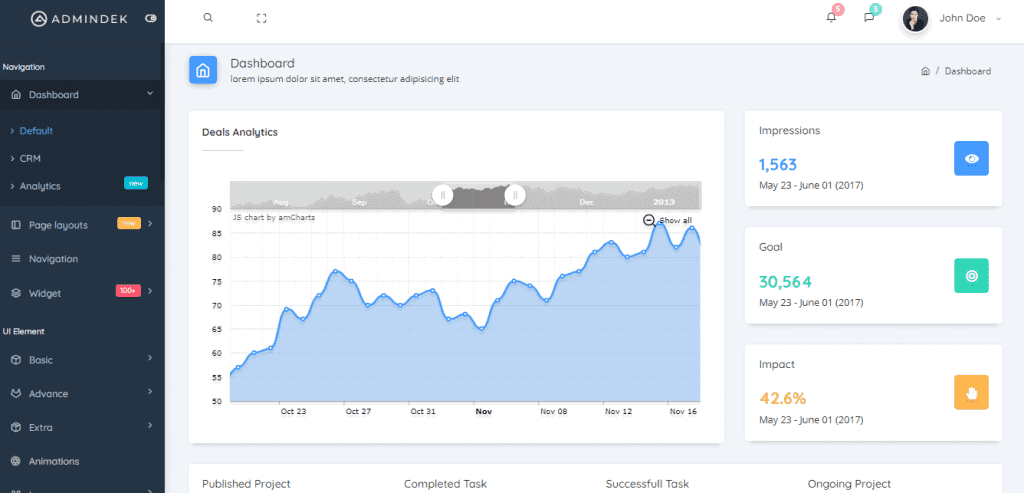 ADMINDEK
5
3
John Doe
Navigation
Dashboard
Default
CRM
Analytics
new
Page layouts
new
Navigation
Widget
100+
UI Element
Basic
Advance
Extra
Animations
Dashboard
lorem ipsum dolor sit amet, consectetur adipisicing elit
/ Dashboard
Deals Analytics
Aug
Sep
Dec
2013
JS chart by amCharts
Show all
90
85
80
75
70
65
60
55
50
Oct 23
Oct 27
Oct 31
Nov
Nov 08
Nov 12
Nov 16
Impressions
1,563
May 23 - June 01 (2017)
Goal
30,564
May 23 - June 01 (2017)
Impact
42.6%
May 23 - June 01 (2017)
Published Project
Completed Task
Successfull Task
Ongoing Project